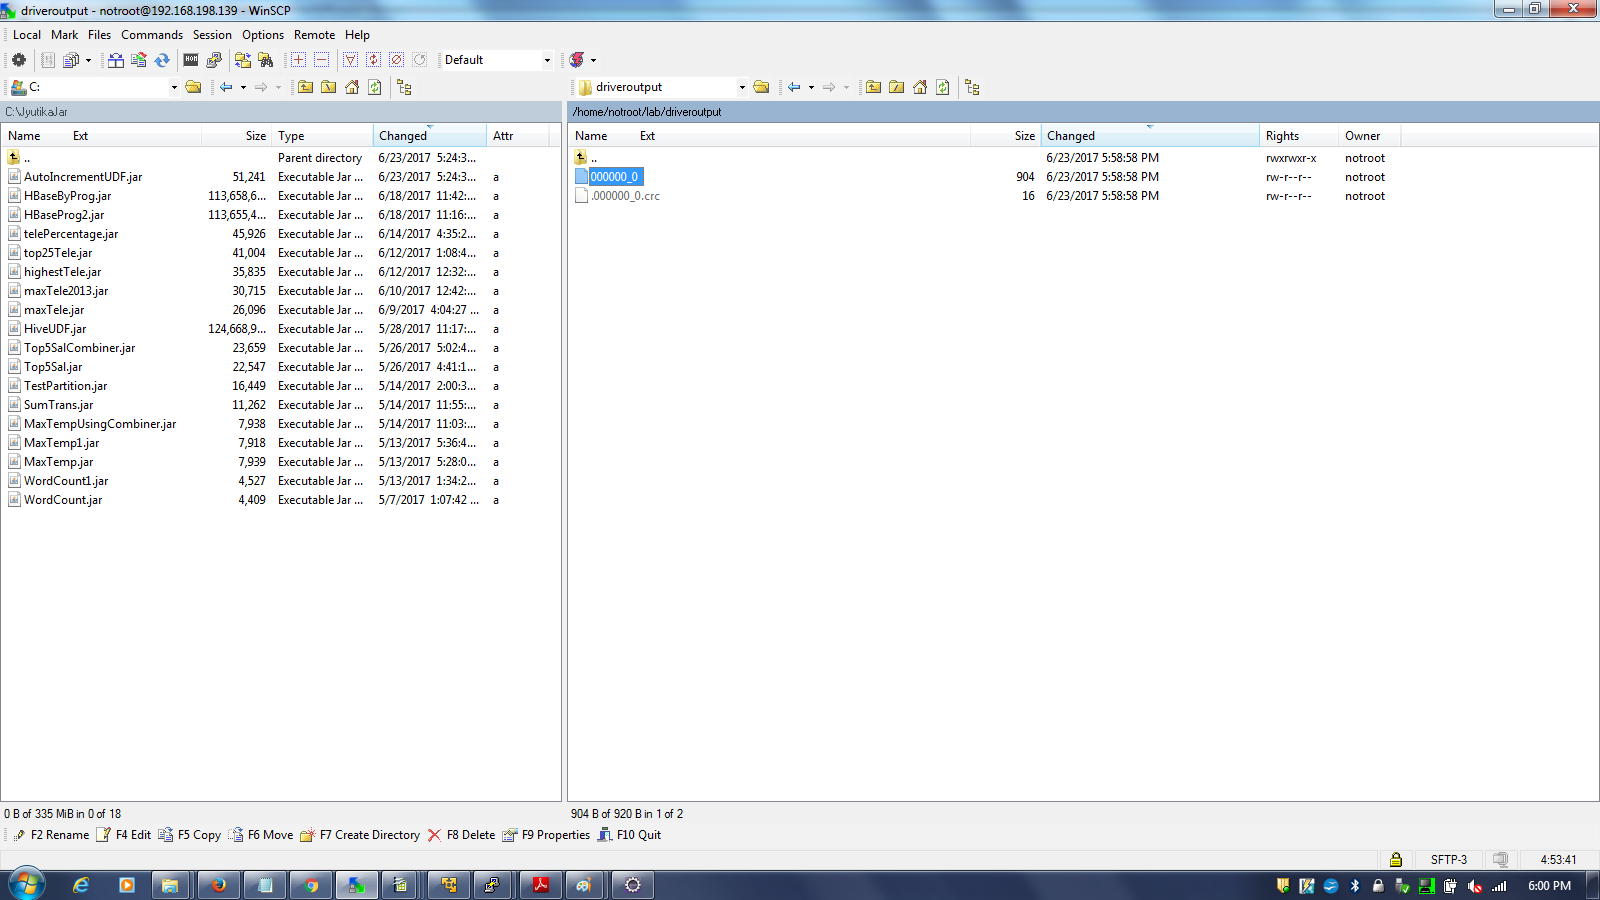 driveroutput - notroot@192.168.198.139 - WinSCP
Local Mark Files Commands Session Options Remote Help
Default
C: driveroutput
C:\JyutikaJar /home/notroot/lab/driveroutput
Name Ext Size Type Changed Attr Name Ext Size Changed Rights Owner
.. Parent directory 6/23/2017 5:24:3... .. 6/23/2017 5:58:58 PM rwxrwxr-x notroot
AutoIncrementUDF.jar 51,241 Executable Jar ... 6/23/2017 5:24:3... a 000000_0 904 6/23/2017 5:58:58 PM rw-r--r-- notroot
HBaseByProg.jar 113,658,6... Executable Jar ... 6/18/2017 11:42:... a .000000_0.crc 16 6/23/2017 5:58:58 PM rw-r--r-- notroot
HBaseProg2.jar 113,655,4... Executable Jar ... 6/18/2017 11:16:... a
telePercentage.jar 45,926 Executable Jar ... 6/14/2017 4:35:2... a
top25Tele.jar 41,004 Executable Jar ... 6/12/2017 1:08:4... a
highestTele.jar 35,835 Executable Jar ... 6/12/2017 12:32:... a
maxTele2013.jar 30,715 Executable Jar ... 6/10/2017 12:42:... a
maxTele.jar 26,096 Executable Jar ... 6/9/2017 4:04:27 ... a
HiveUDF.jar 124,668,9... Executable Jar ... 5/28/2017 11:17:... a
Top5SalCombiner.jar 23,659 Executable Jar ... 5/26/2017 5:02:4... a
Top5Sal.jar 22,547 Executable Jar ... 5/26/2017 4:41:1... a
TestPartition.jar 16,449 Executable Jar ... 5/14/2017 2:00:3... a
SumTrans.jar 11,262 Executable Jar ... 5/14/2017 11:55:... a
MaxTempUsingCombiner.jar 7,938 Executable Jar ... 5/14/2017 11:03:... a
MaxTemp1.jar 7,918 Executable Jar ... 5/13/2017 5:36:4... a
MaxTemp.jar 7,939 Executable Jar ... 5/13/2017 5:28:0... a
WordCount1.jar 4,527 Executable Jar ... 5/13/2017 1:34:2... a
WordCount.jar 4,409 Executable Jar ... 5/7/2017 1:07:42 ... a
0 B of 335 MiB in 0 of 18 904 B of 920 B in 1 of 2
F2 Rename F4 Edit F5 Copy F6 Move F7 Create Directory F8 Delete F9 Properties F10 Quit
SFTP-3 4:53:41
6:00 PM